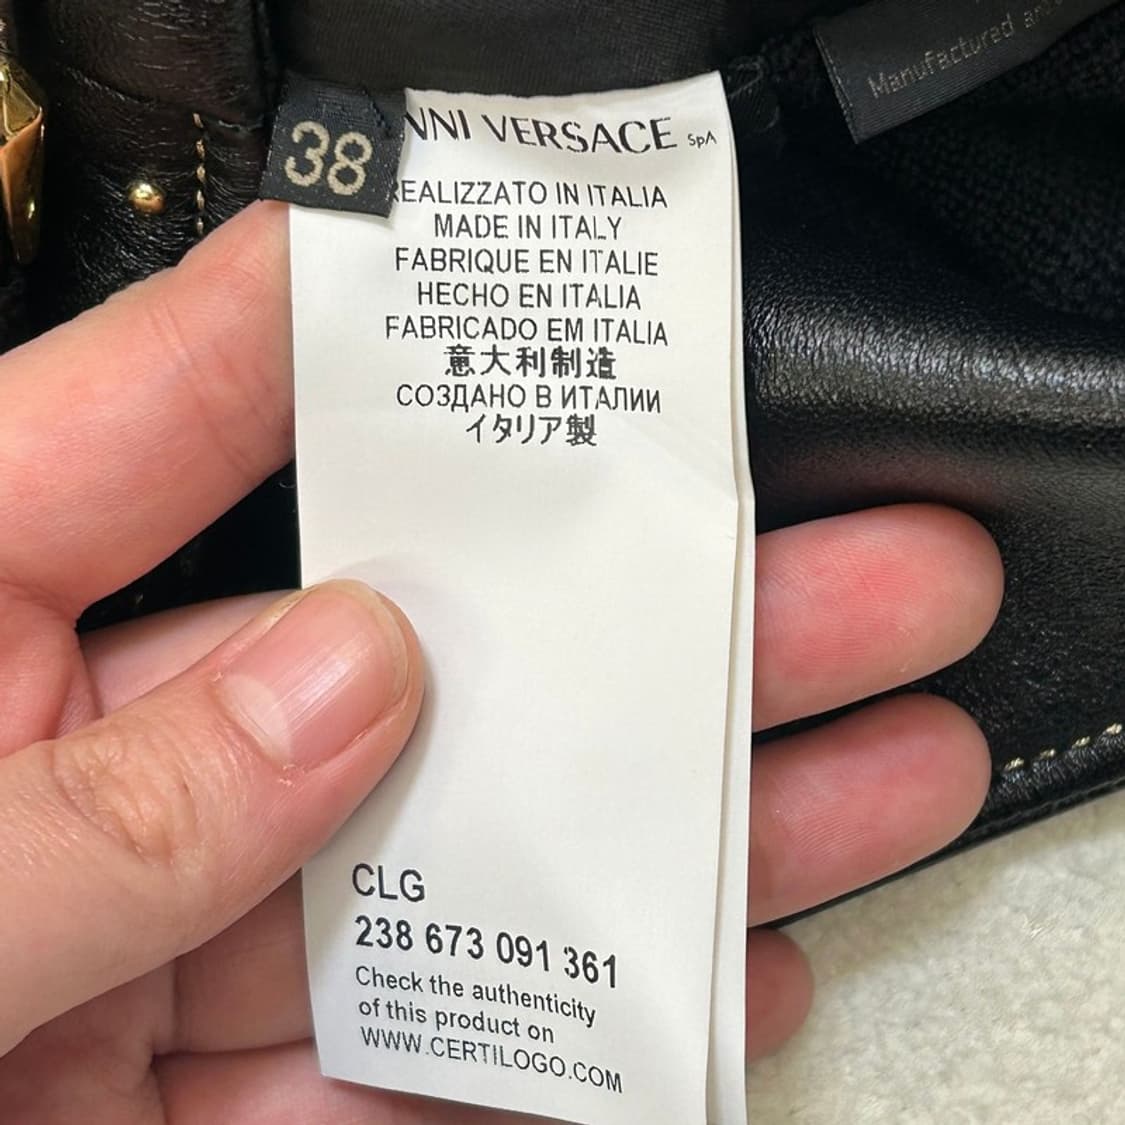 Manufactured and
38
NNI VERSACE SpA
REALIZZATO IN ITALIA
MADE IN ITALY
FABRIQUE EN ITALIE
HECHO EN ITALIA
FABRICADO EM ITALIA
意大利制造
СОЗДАНО В ИТАЛИИ
イタリア製
CLG
238 673 091 361
Check the authenticity
of this product on
WWW.CERTILOGO.COM